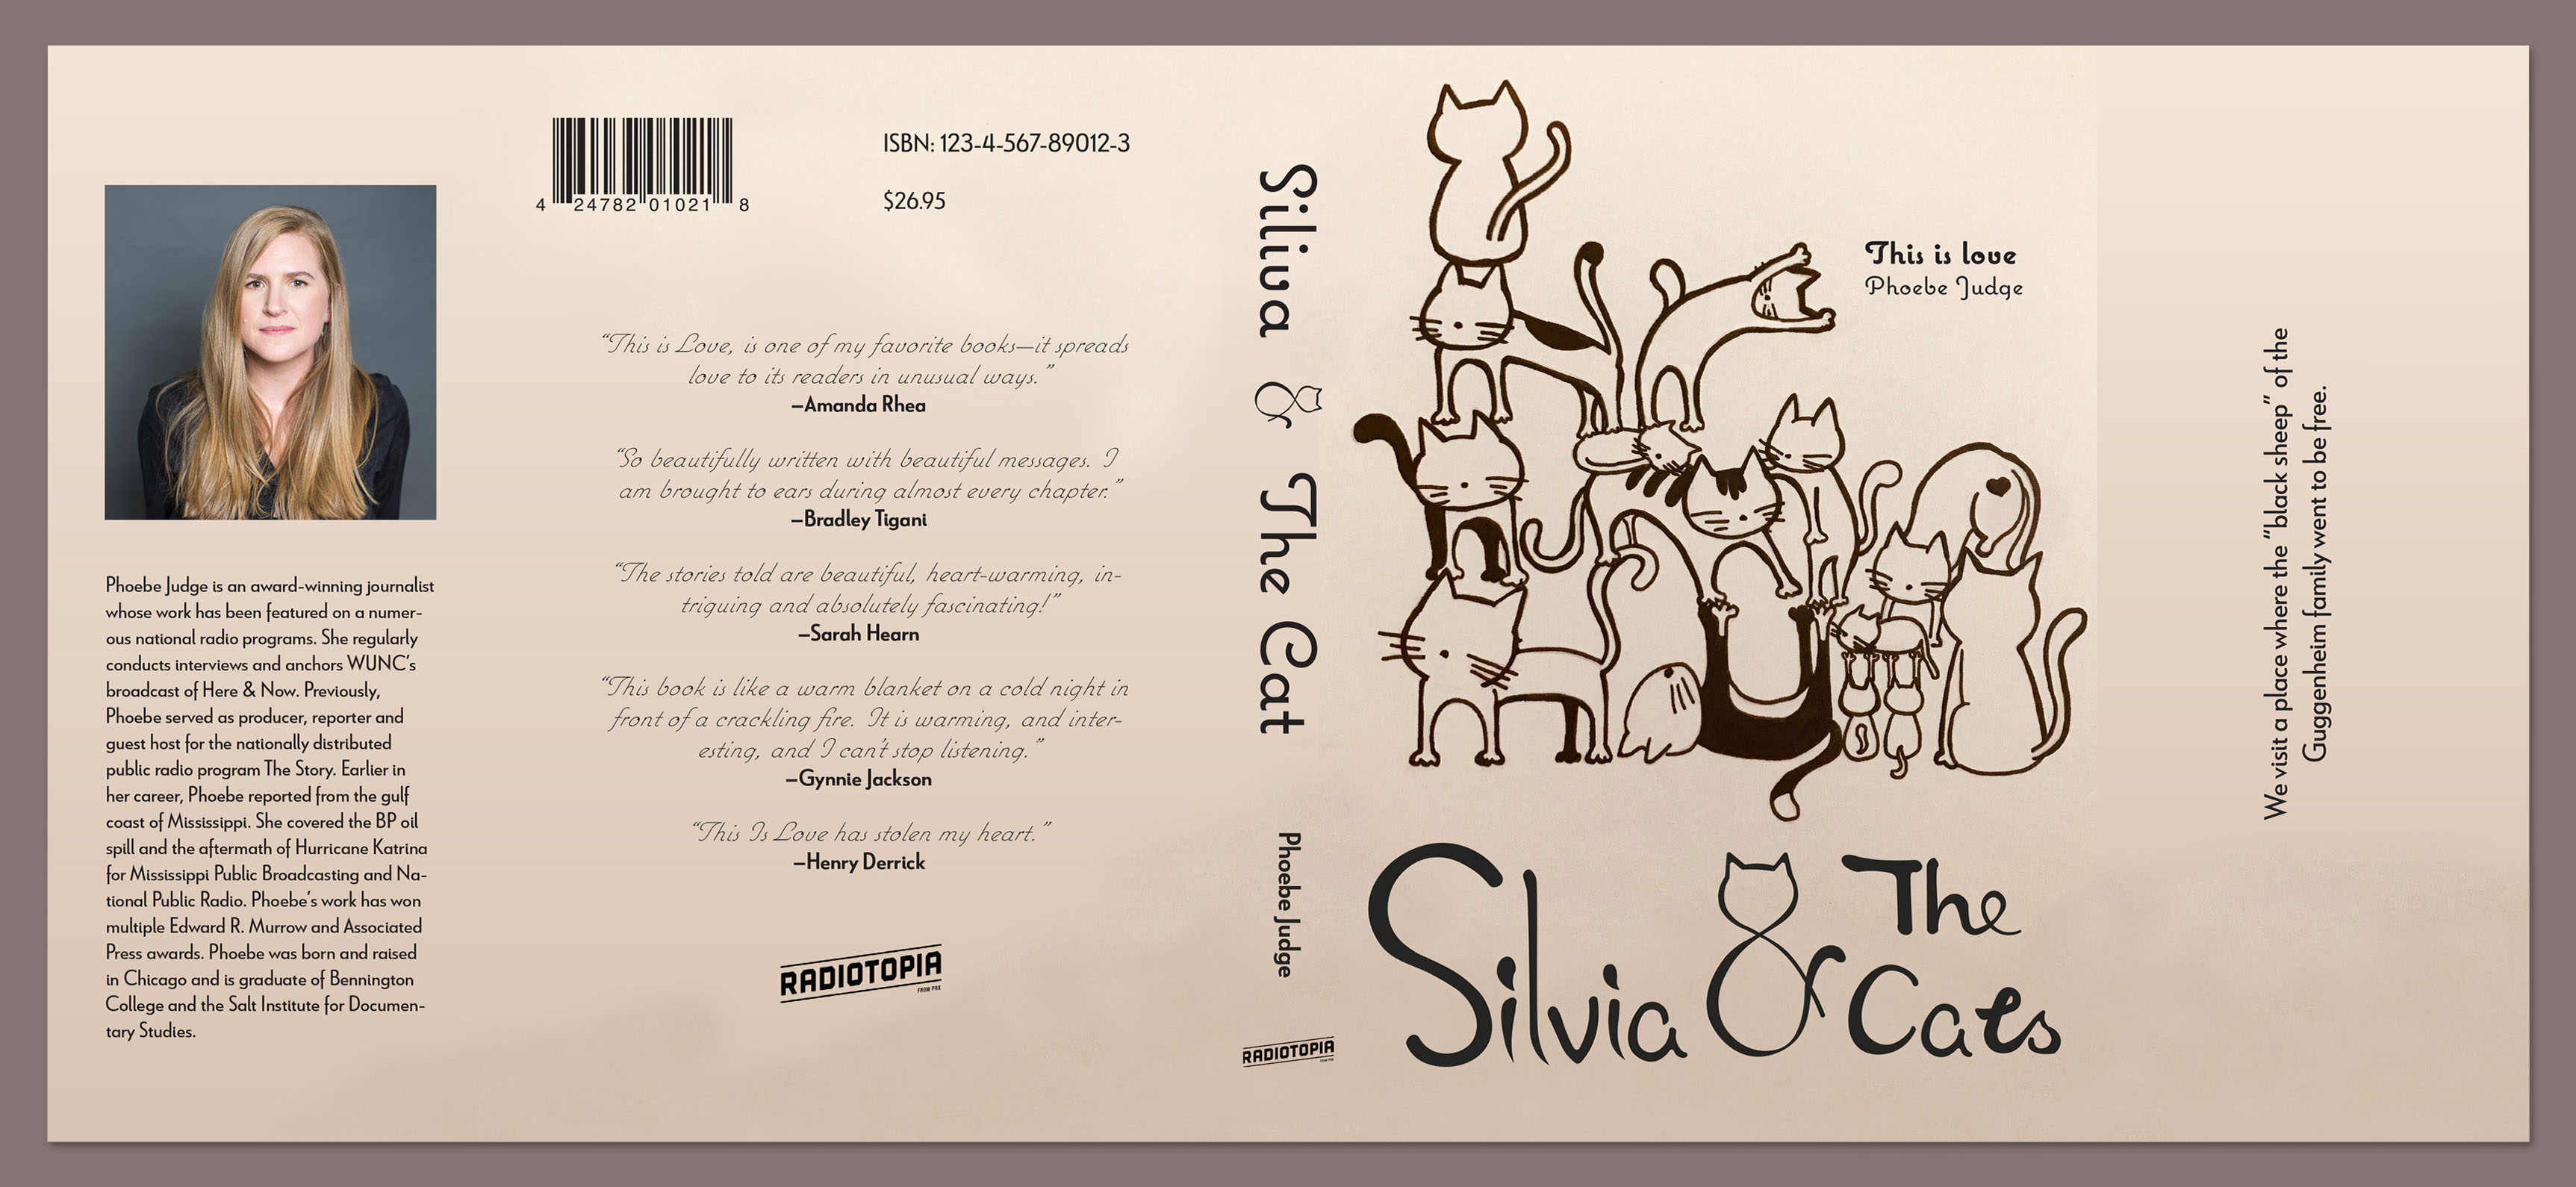 Phoebe Judge is an award-winning journalist
whose work has been featured on a numer-
ous national radio programs. She regularly
conducts interviews and anchors WUNC's
broadcast of Here & Now. Previously,
Phoebe served as producer, reporter and
guest host for the nationally distributed
public radio program The Story. Earlier in
her career, Phoebe reported from the gulf
coast of Mississippi. She covered the BP oil
spill and the aftermath of Hurricane Katrina
for Mississippi Public Broadcasting and Na-
tional Public Radio. Phoebe's work has won
multiple Edward R. Murrow and Associated
Press awards. Phoebe was born and raised
in Chicago and is graduate of Bennington
College and the Salt Institute for Documen-
tary Studies.
4 24782 01021 8
ISBN: 123-4-567-89012-3
$26.95
“This is Love, is one of my favorite books—it spreads
love to its readers in unusual ways.”
—Amanda Rhea
“So beautifully written with beautiful messages. I
am brought to ears during almost every chapter.”
—Bradley Tigani
“The stories told are beautiful, heart-warming, in-
triguing and absolutely fascinating!”
—Sarah Hearn
“This book is like a warm blanket on a cold night in
front of a crackling fire. It is warming, and inter-
esting, and I can't stop listening.”
—Gynnie Jackson
“This Is Love has stolen my heart.”
—Henry Derrick
RADIOTOPIA
FROM PRX
Siliva & The Cat
Phoebe Judge
RADIOTOPIA
This is love
Phoebe Judge
Silvia & The
Cats
We visit a place where the “black sheep” of the
Guggenheim family went to be free.